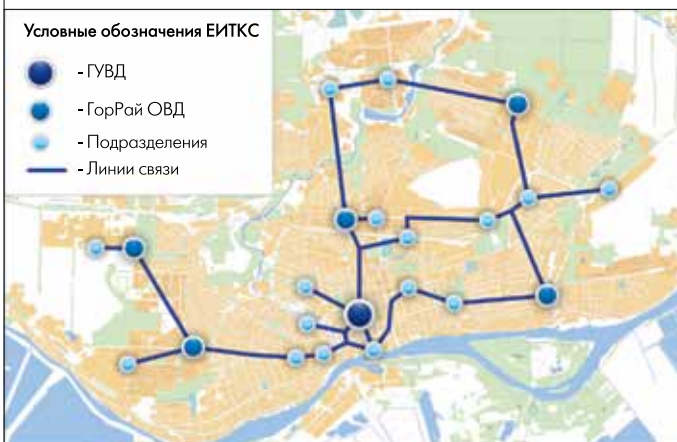 Условные обозначения ЕИТКС
- ГУВД
- ГорРай ОВД
- Подразделения
- Линии связи